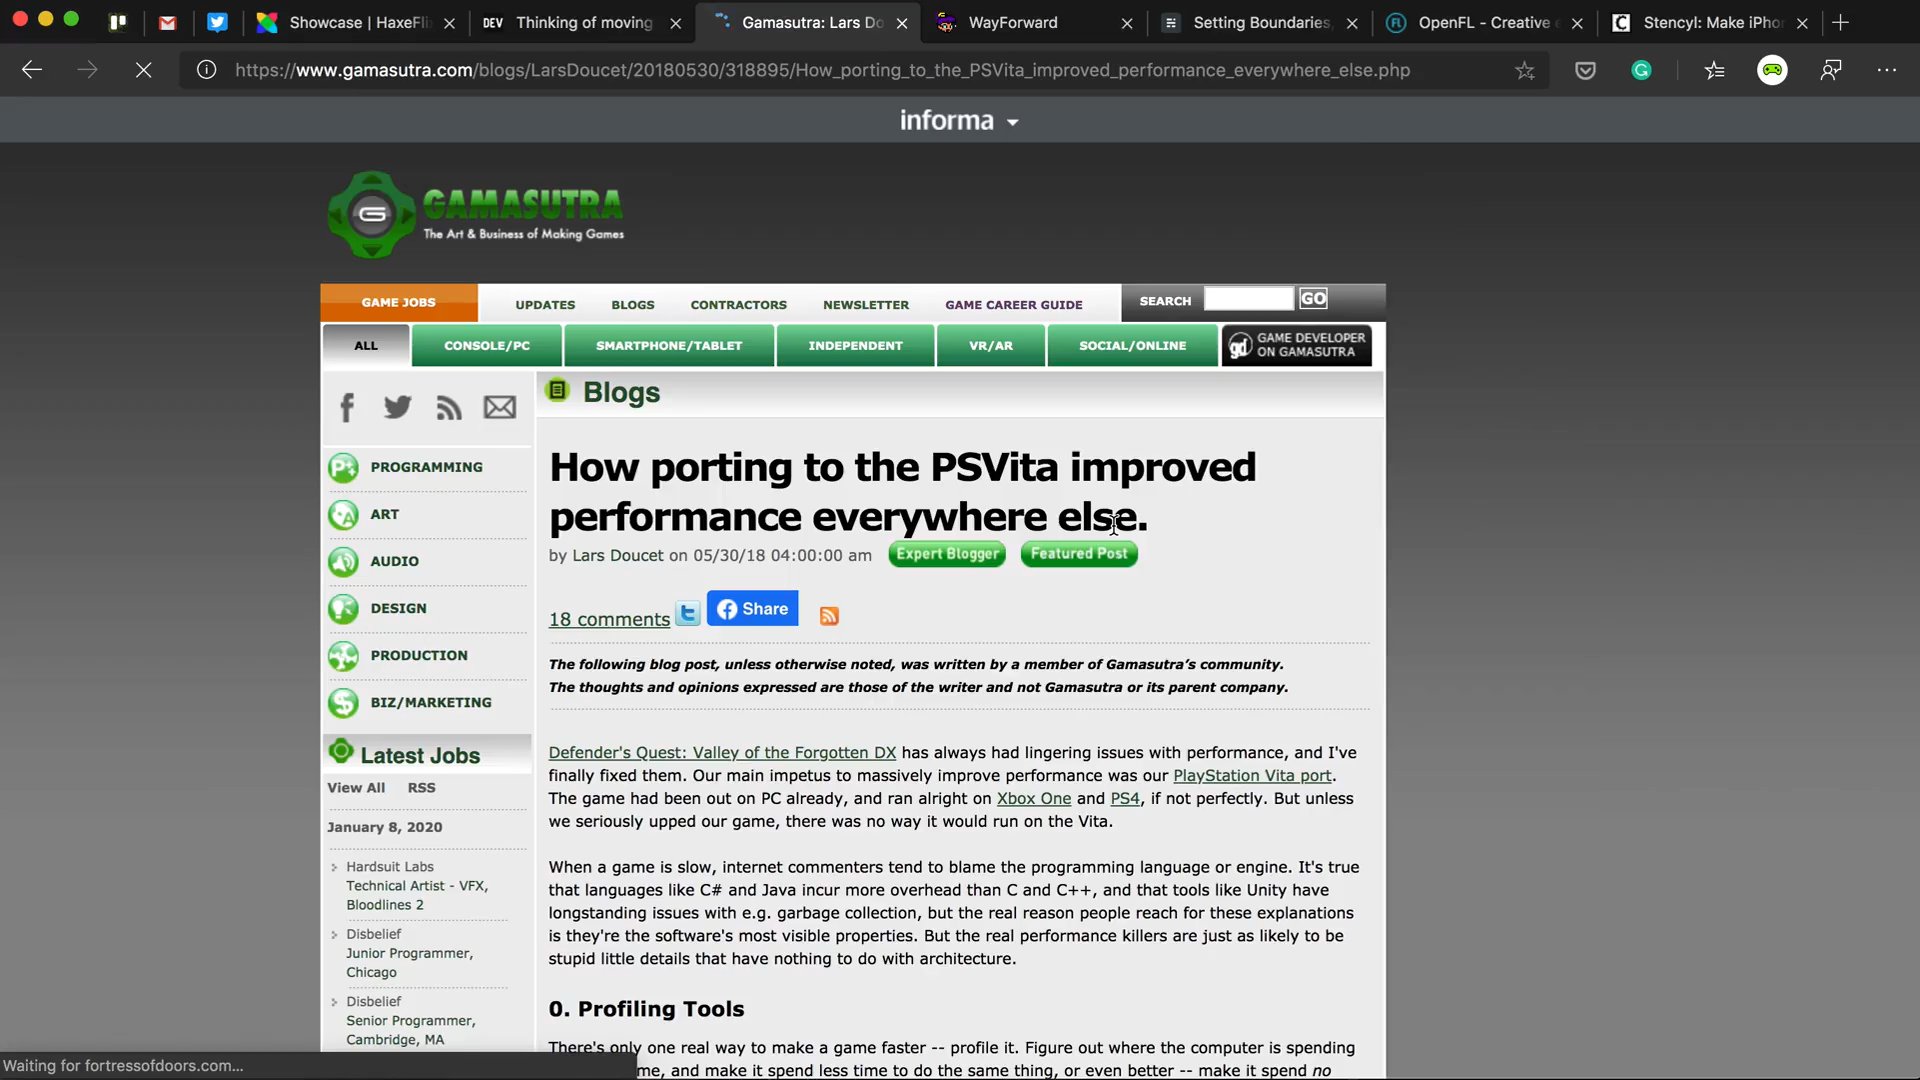 Showcase | HaxeFli
DEV Thinking of moving
Gamasutra: Lars Do
WayForward
Setting Boundaries,
OpenFL - Creative e
Stencyl: Make iPho
https://www.gamasutra.com/blogs/LarsDoucet/20180530/318895/How_porting_to_the_PSVita_improved_performance_everywhere_else.php
informa
G GAMASUTRA
The Art & Business of Making Games
GAME JOBS UPDATES BLOGS CONTRACTORS NEWSLETTER GAME CAREER GUIDE SEARCH GO
ALL CONSOLE/PC SMARTPHONE/TABLET INDEPENDENT VR/AR SOCIAL/ONLINE gd GAME DEVELOPER
ON GAMASUTRA
PROGRAMMING
ART
AUDIO
DESIGN
PRODUCTION
BIZ/MARKETING
Latest Jobs
View All RSS
January 8, 2020
Hardsuit Labs
Technical Artist - VFX,
Bloodlines 2
Disbelief
Junior Programmer,
Chicago
Disbelief
Senior Programmer,
Cambridge, MA
Blogs
How porting to the PSVita improved
performance everywhere else.
by Lars Doucet on 05/30/18 04:00:00 am Expert Blogger Featured Post
18 comments Share
The following blog post, unless otherwise noted, was written by a member of Gamasutra's community.
The thoughts and opinions expressed are those of the writer and not Gamasutra or its parent company.
Defender's Quest: Valley of the Forgotten DX has always had lingering issues with performance, and I've
finally fixed them. Our main impetus to massively improve performance was our PlayStation Vita port.
The game had been out on PC already, and ran alright on Xbox One and PS4, if not perfectly. But unless
we seriously upped our game, there was no way it would run on the Vita.
When a game is slow, internet commenters tend to blame the programming language or engine. It's true
that languages like C# and Java incur more overhead than C and C++, and that tools like Unity have
longstanding issues with e.g. garbage collection, but the real reason people reach for these explanations
is they're the software's most visible properties. But the real performance killers are just as likely to be
stupid little details that have nothing to do with architecture.
0. Profiling Tools
There's only one real way to make a game faster -- profile it. Figure out where the computer is spending
me, and make it spend less time to do the same thing, or even better -- make it spend no
Waiting for fortressofdoors.com...